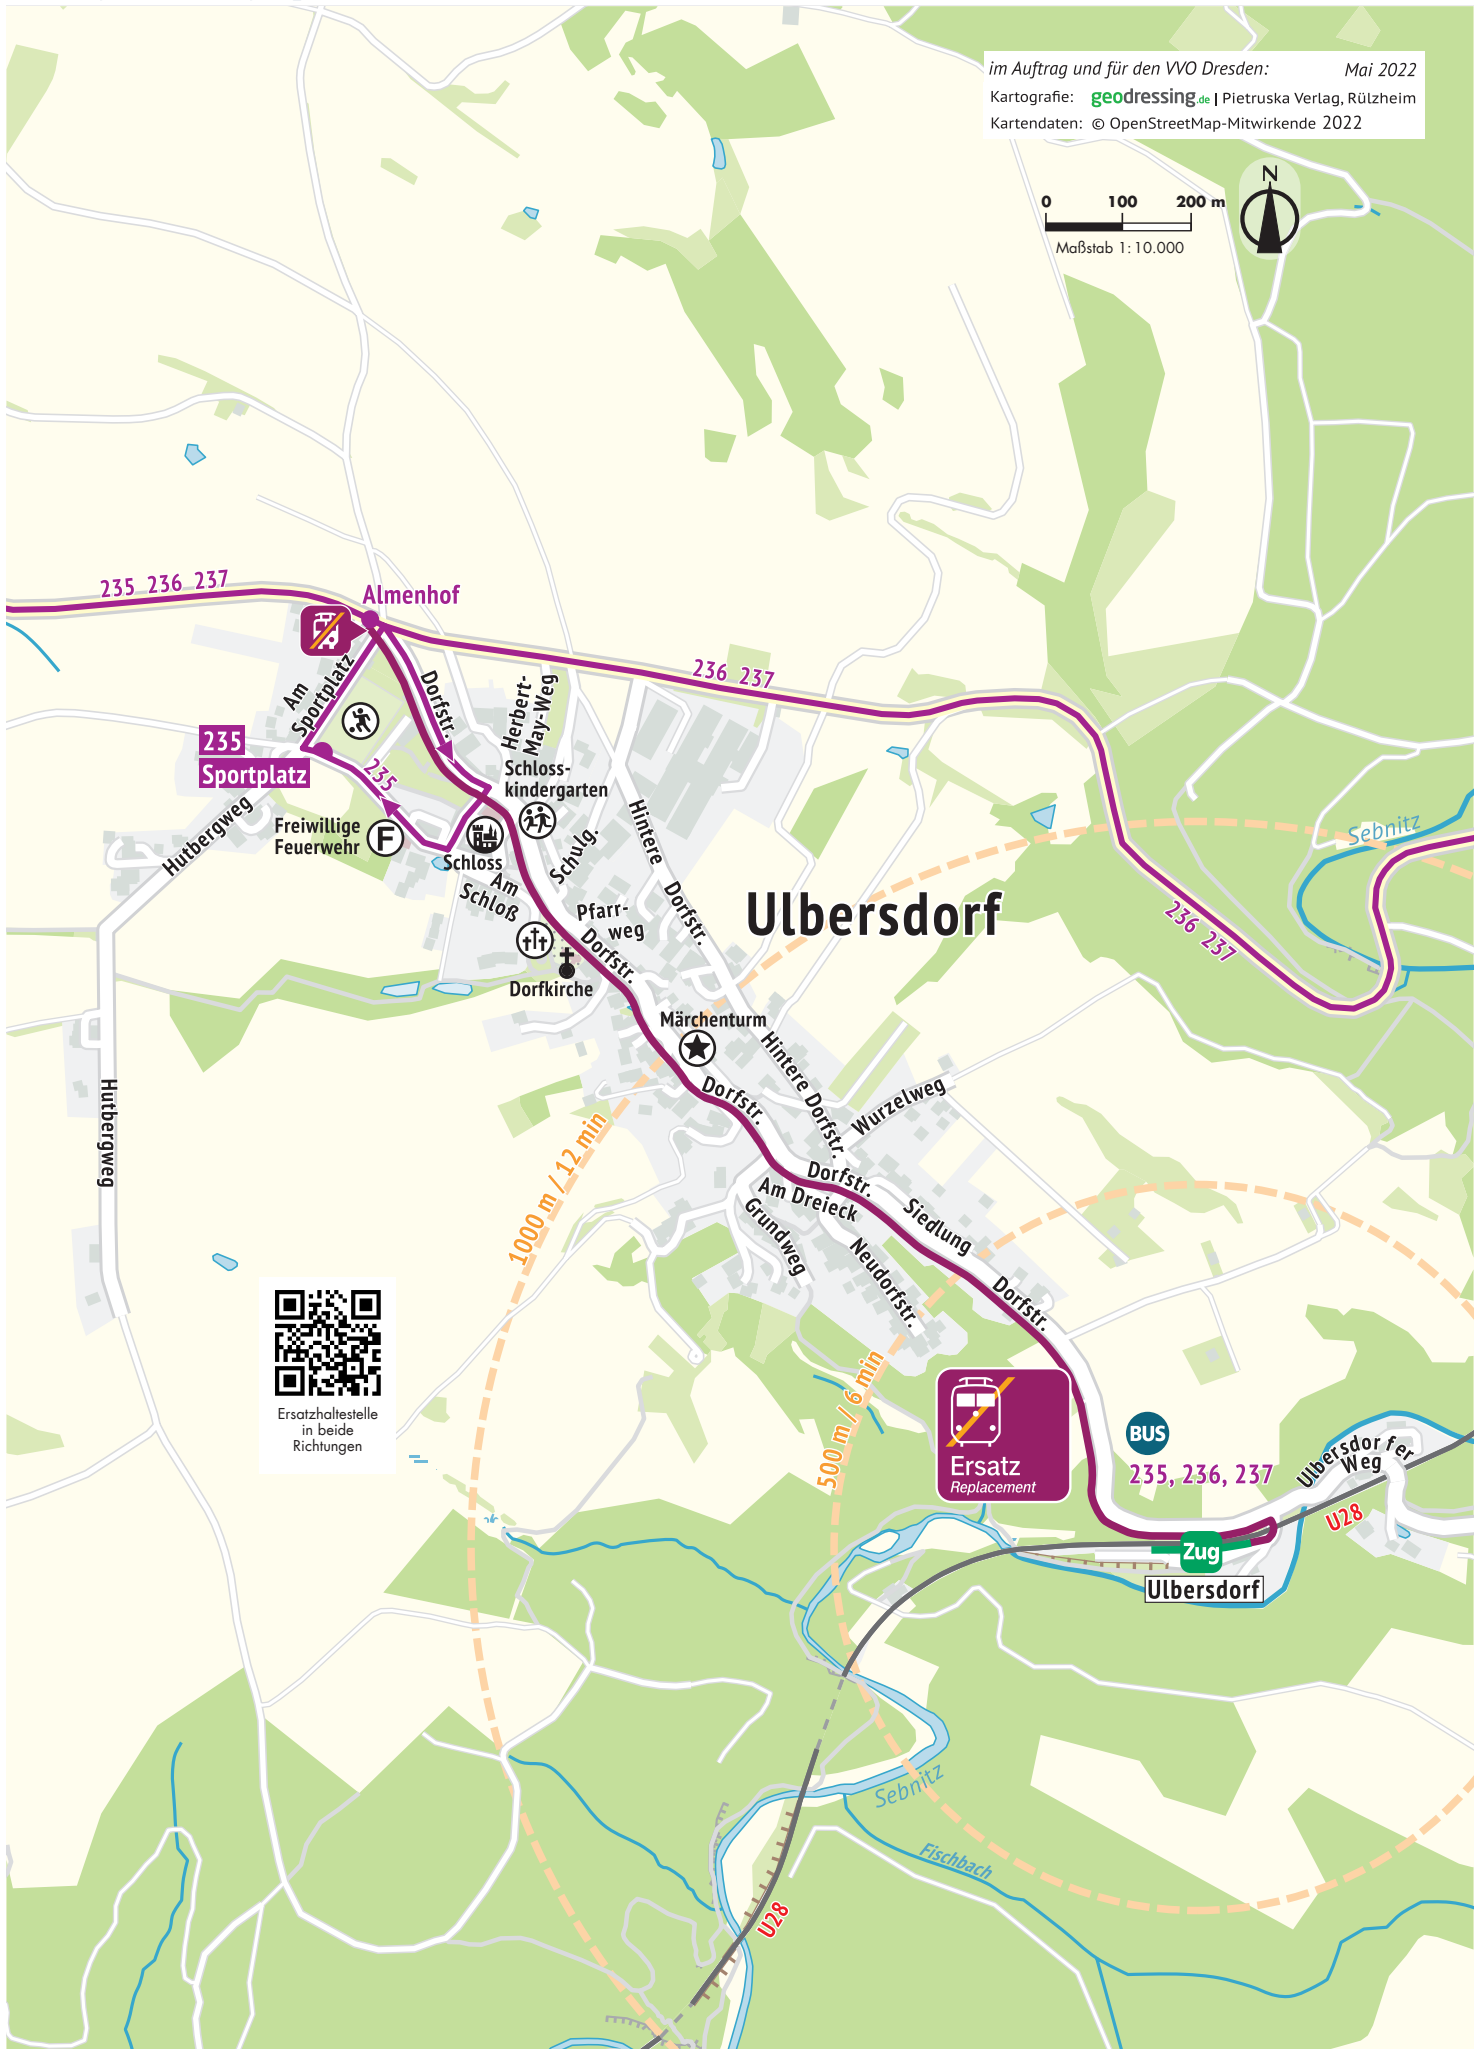 im Auftrag und für den VVO Dresden: Mai 2022
Kartografie: geodressing.de | Pietruska Verlag, Rülzheim
Kartendaten: © OpenStreetMap-Mitwirkende 2022
N
0 100 200 m
Maßstab 1:10.000
235 236 237
Almenhof
236 237
Am
Sportplatz
Dorfstr.
Herbert-
May-Weg
235
Sportplatz
235
Schloss-
kindergarten
Hutbergweg
Freiwillige
Feuerwehr
F
Schloss
Schulg.
Hintere
Dorfstr.
Am
Schloß
Pfarr-
weg
Dorfstr.
Ulbersdorf
Sebnitz
236 237
Dorfkirche
Märchenturm
Hutbergweg
Dorfstr.
Hintere Dorfstr.
Wurzelweg
1000 m / 12 min
Dorfstr.
Am Dreieck
Grundweg
Siedlung
Neudorfstr.
Dorfstr.
500 m / 6 min
Ersatzhaltestelle
in beide
Richtungen
Ersatz
Replacement
BUS
235, 236, 237
Ulbersdorfer
Weg
U28
Zug
Ulbersdorf
Sebnitz
Fischbach
U28